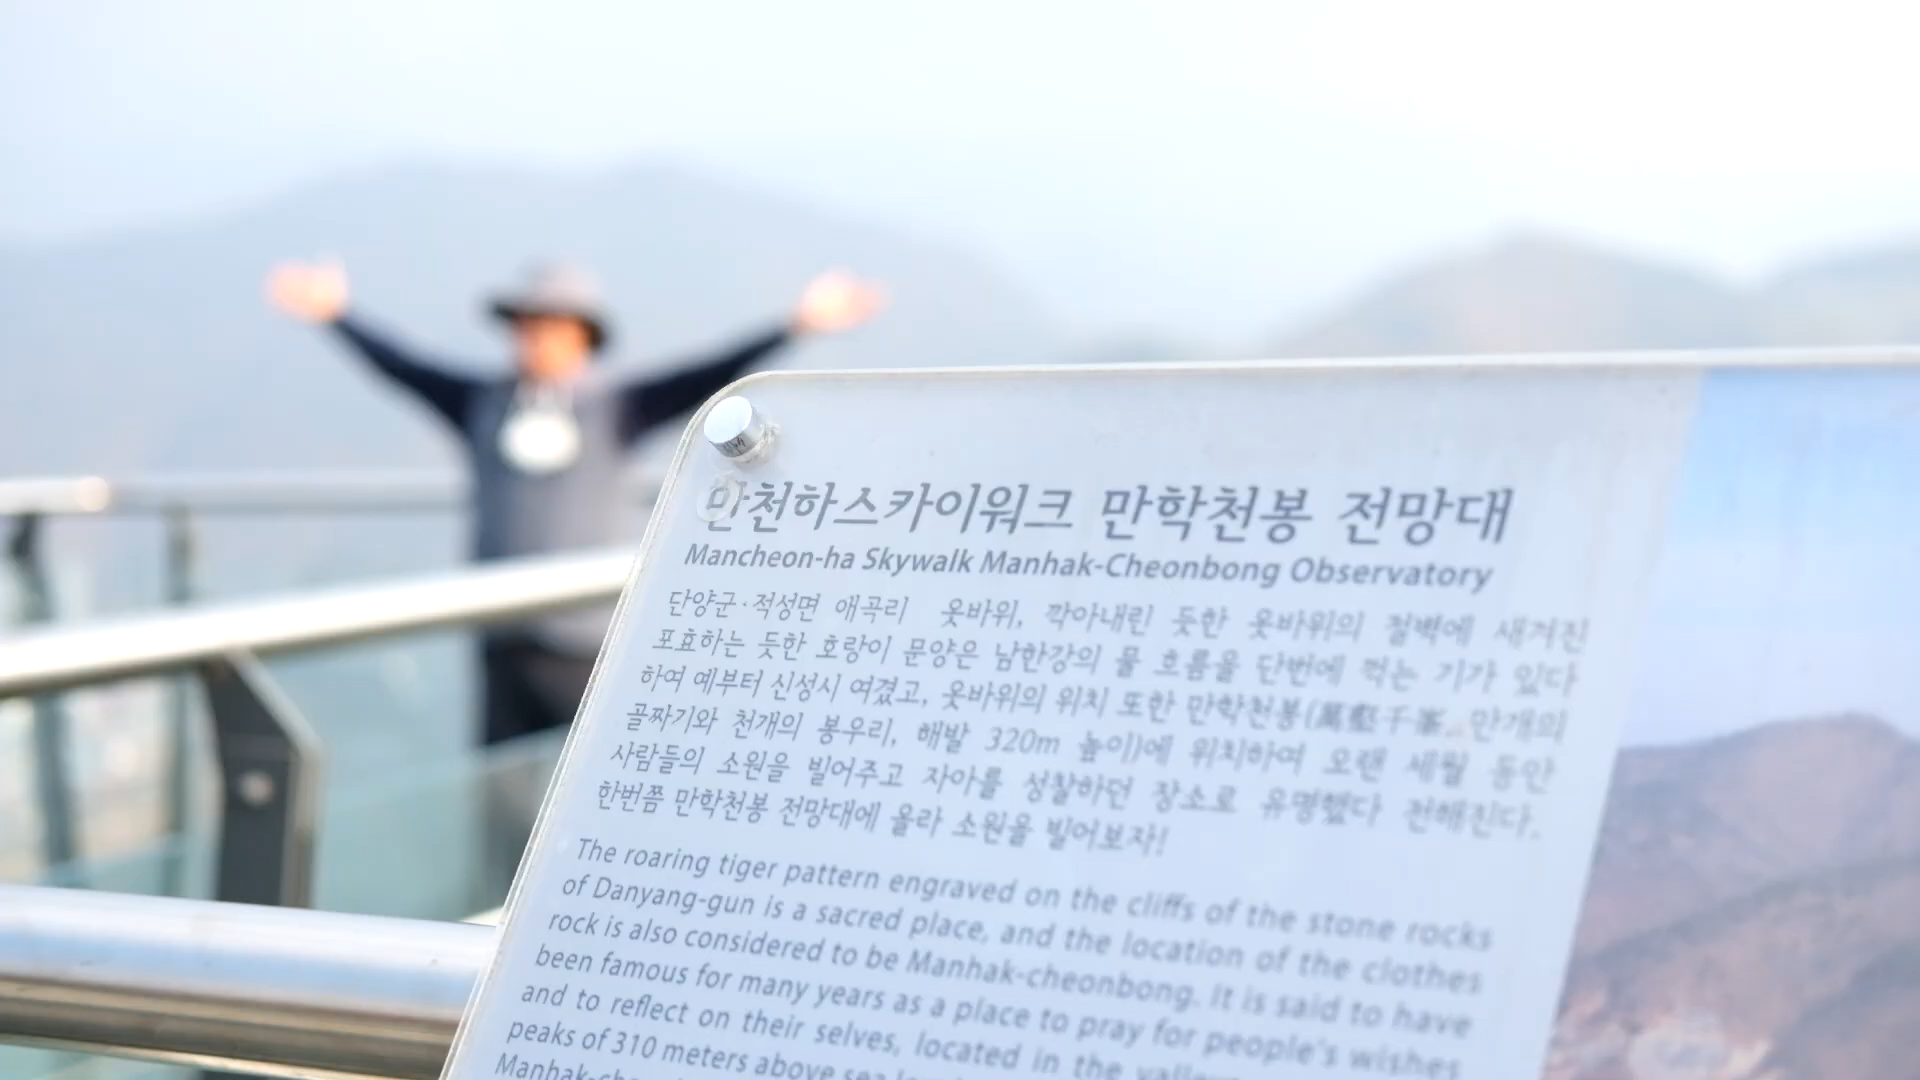 만천하스카이워크 만학천봉 전망대
Mancheon-ha Skywalk Manhak-Cheonbong Observatory
단양군·적성면 애곡리 옷바위, 깍아내린 듯한 옷바위의 절벽에 새겨진
포효하는 듯한 호랑이 문양은 남한강의 물 흐름을 단번에 먹는 기가 있다
하여 예부터 신성시 여겼고, 옷바위의 위치 또한 만학천봉(萬壑千峯, 만개의
골짜기와 천개의 봉우리, 해발 320m 높이)에 위치하여 오랜 세월 동안
사람들의 소원을 빌어주고 자아를 성찰하던 장소로 유명했다 전해진다.
한번쯤 만학천봉 전망대에 올라 소원을 빌어보자!
The roaring tiger pattern engraved on the cliffs of the stone rocks
of Danyang-gun is a sacred place, and the location of the clothes
rock is also considered to be Manhak-cheonbong. It is said to have
been famous for many years as a place to pray for people's wishes
and to reflect on their selves, located in the
peaks of 310 meters above